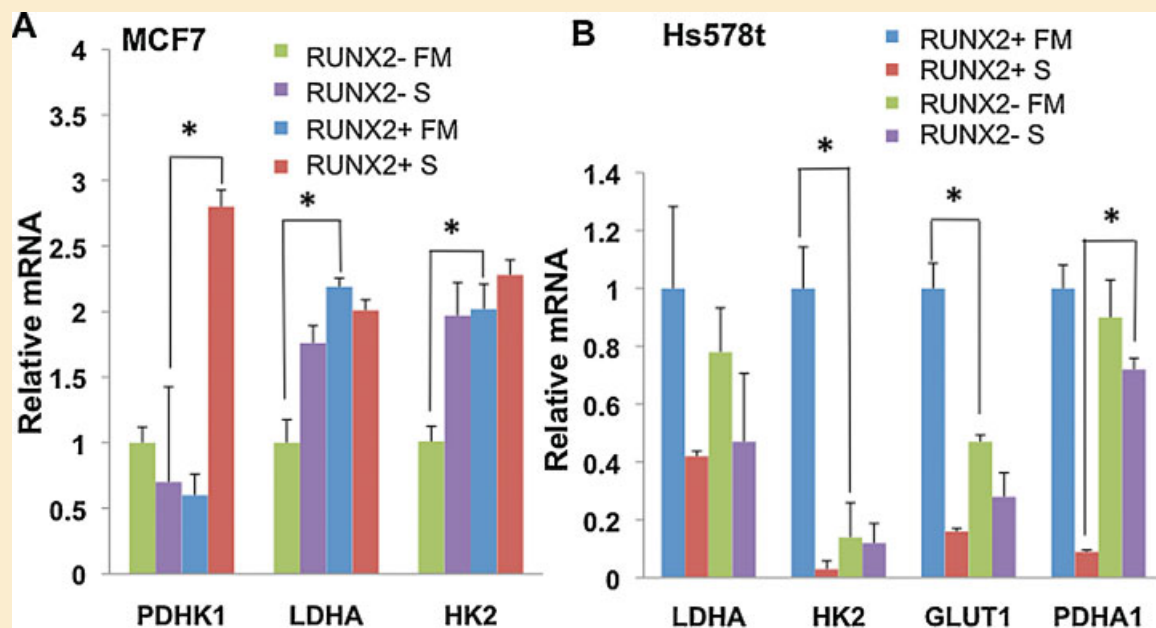 A MCF7
RUNX2- FM
RUNX2- S
RUNX2+ FM
RUNX2+ S
Relative mRNA
4
3.5
3
2.5
2
1.5
1
0.5
0
*
*
*
PDHK1 LDHA HK2
B Hs578t
RUNX2+ FM
RUNX2+ S
RUNX2- FM
RUNX2- S
Relative mRNA
1.4
1.2
1
0.8
0.6
0.4
0.2
0
*
*
*
LDHA HK2 GLUT1 PDHA1